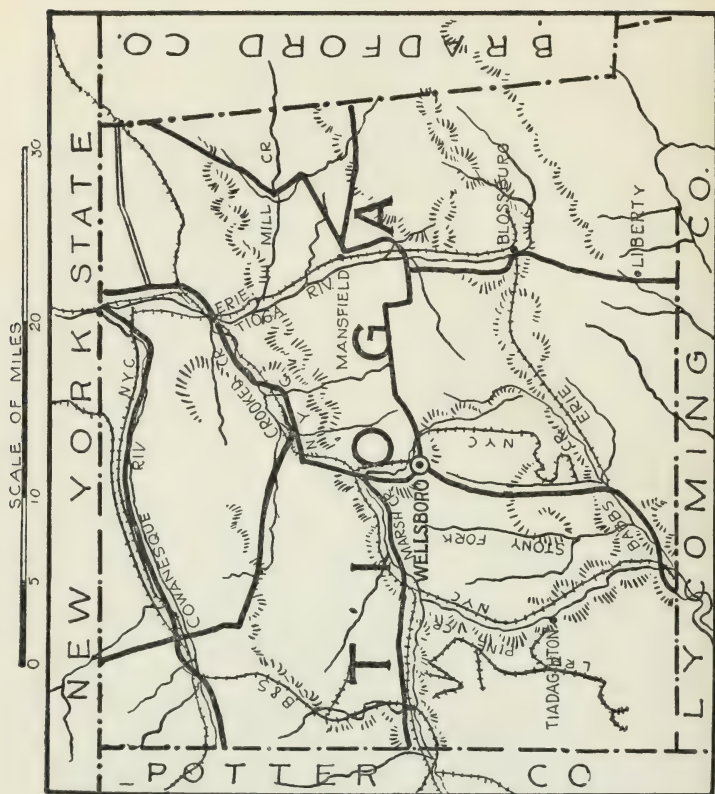 SCALE OF MILES
0 5 10 20 30
NEW YORK STATE
POTTER CO
BRADFORD CO.
LYCOMING CO.
TIOGA
N.Y.C.
COWANESQUE RIV
B&S
CROOKED CR
N Y C
ERIE
TIOGA RIV.
MILL CR
MANSFIELD
MARSH CR
WELLSBORO
N Y C
N Y C
STONY FORK
PINE CR
TIADAGHTON
BABBS CR
ERIE
BLOSSBURG
LIBERTY